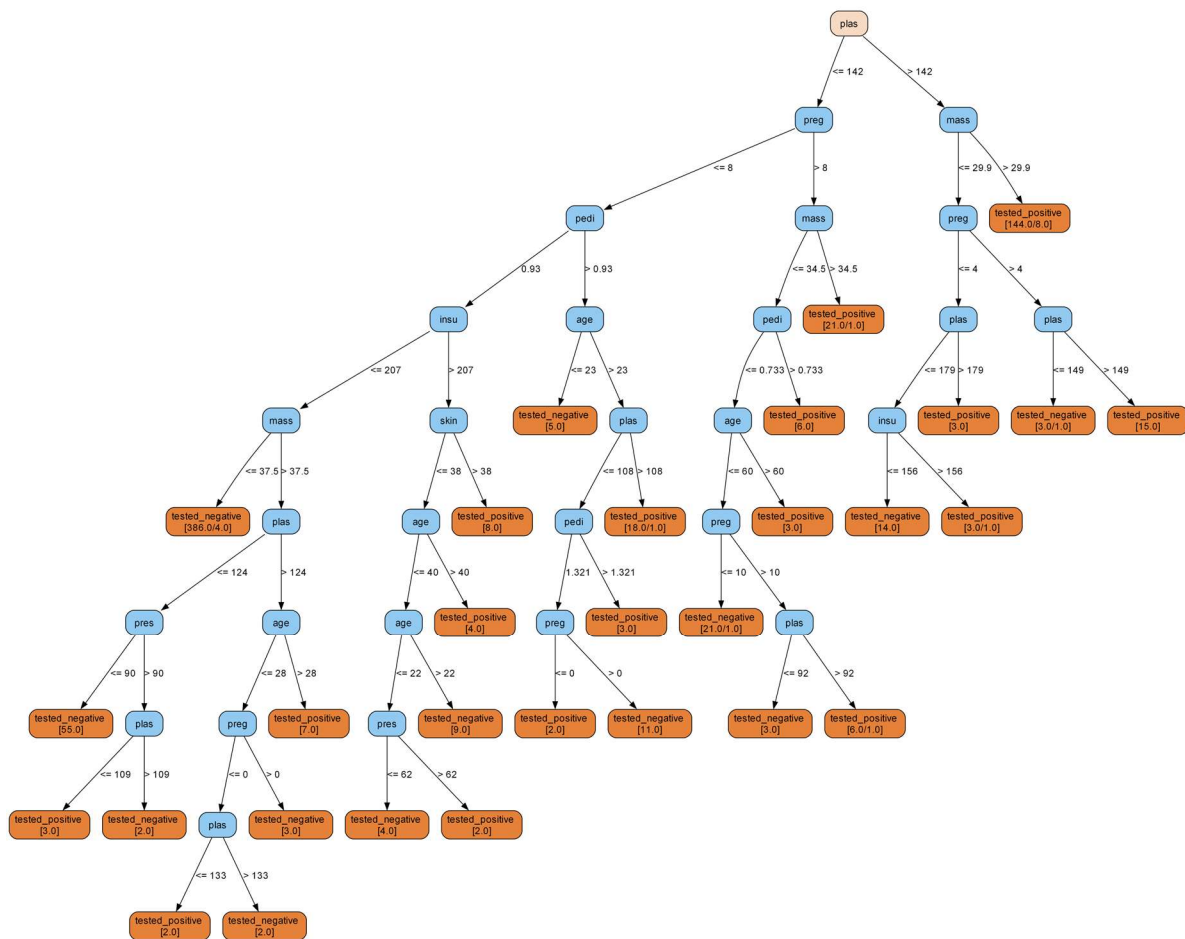 plas
<= 142
> 142
preg
mass
<= 8
> 8
<= 29.9
> 29.9
pedi
mass
preg
tested_positive
[144.0/8.0]
0.93
> 0.93
<= 34.5
> 34.5
<= 4
> 4
insu
age
pedi
tested_positive
[21.0/1.0]
plas
plas
<= 207
> 207
<= 23
> 23
<= 0.733
> 0.733
<= 179
> 179
<= 149
> 149
mass
skin
tested_negative
[5.0]
plas
age
tested_positive
[6.0]
insu
tested_positive
[3.0]
tested_negative
[3.0/1.0]
tested_positive
[15.0]
<= 37.5
> 37.5
<= 38
> 38
<= 108
> 108
<= 60
> 60
<= 156
> 156
tested_negative
[386.0/4.0]
plas
age
tested_positive
[8.0]
pedi
tested_positive
[18.0/1.0]
preg
tested_positive
[3.0]
tested_negative
[14.0]
tested_positive
[3.0/1.0]
<= 124
> 124
<= 40
> 40
1.321
> 1.321
<= 10
> 10
pres
age
age
tested_positive
[4.0]
preg
tested_positive
[3.0]
tested_negative
[21.0/1.0]
plas
<= 90
> 90
<= 28
> 28
<= 22
> 22
<= 0
> 0
<= 92
> 92
tested_negative
[55.0]
plas
preg
tested_positive
[7.0]
pres
tested_negative
[9.0]
tested_positive
[2.0]
tested_negative
[11.0]
tested_negative
[3.0]
tested_positive
[6.0/1.0]
<= 109
> 109
<= 0
> 0
<= 62
> 62
tested_positive
[3.0]
tested_negative
[2.0]
plas
tested_negative
[3.0]
tested_negative
[4.0]
tested_positive
[2.0]
<= 133
> 133
tested_positive
[2.0]
tested_negative
[2.0]